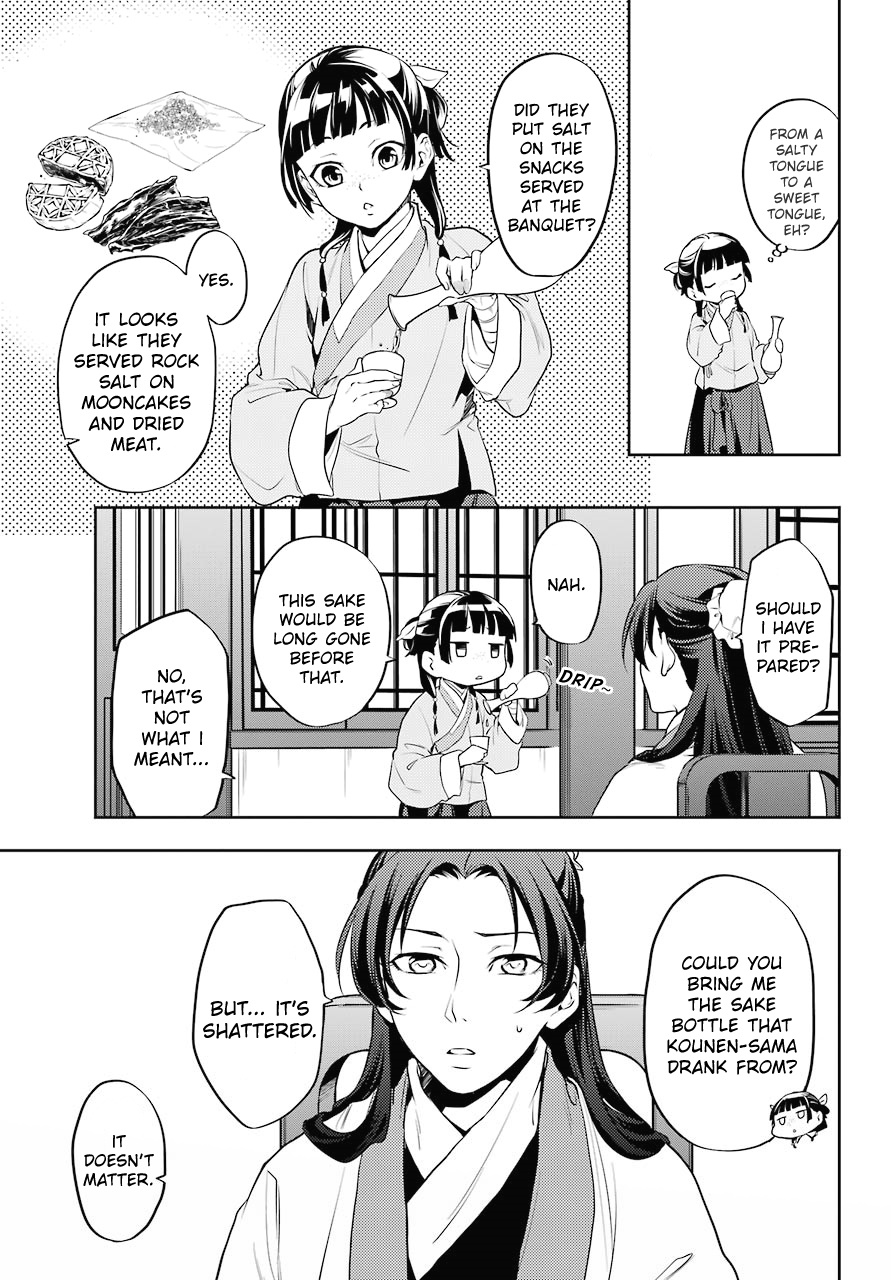 FROM A
SALTY
TONGUE
TO A
SWEET
TONGUE,
EH?
DID THEY
PUT SALT
ON THE
SNACKS
SERVED
AT THE
BANQUET?
YES.
IT LOOKS
LIKE THEY
SERVED ROCK
SALT ON
MOONCAKES
AND DRIED
MEAT.
SHOULD
I HAVE
IT PRE-
PARED?
NAH.
DRIP~
THIS SAKE
WOULD BE
LONG GONE
BEFORE
THAT.
NO,
THAT'S
NOT
WHAT I
MEANT...
COULD YOU
BRING ME
THE SAKE
BOTTLE THAT
KOUNEN-SAMA
DRANK FROM?
BUT... IT'S
SHATTERED.
IT
DOESN'T
MATTER.